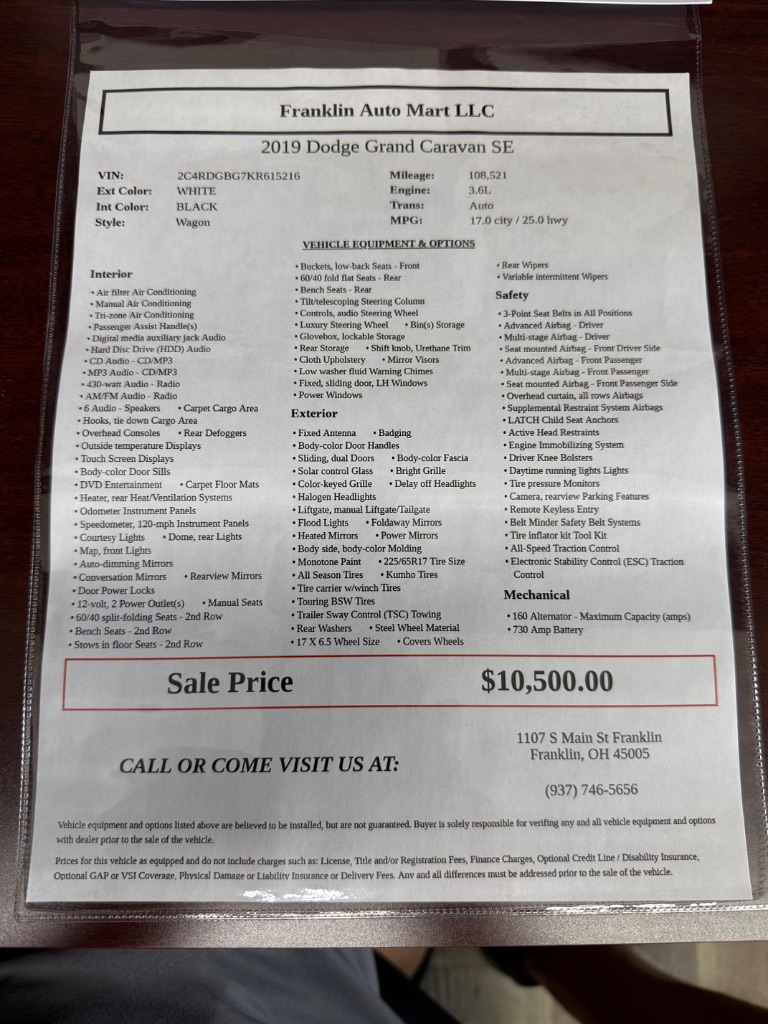 Franklin Auto Mart LLC
2019 Dodge Grand Caravan SE
VIN: 2C4RDGBG7KR615216
Ext Color: WHITE
Int Color: BLACK
Style: Wagon
Mileage: 108,521
Engine: 3.6L
Trans: Auto
MPG: 17.0 city / 25.0 hwy
VEHICLE EQUIPMENT & OPTIONS
Interior
• Air filter Air Conditioning
• Manual Air Conditioning
• Tri-zone Air Conditioning
• Passenger Assist Handle(s)
• Digital media auxiliary jack Audio
• Hard Disc Drive (HDD) Audio
• CD Audio - CD/MP3
• MP3 Audio - CD/MP3
• 430-watt Audio - Radio
• AM/FM Audio - Radio
• 6 Audio - Speakers • Carpet Cargo Area
• Hooks, tie down Cargo Area
• Overhead Consoles • Rear Defoggers
• Outside temperature Displays
• Touch Screen Displays
• Body-color Door Sills
• DVD Entertainment • Carpet Floor Mats
• Heater, rear Heat/Ventilation Systems
• Odometer Instrument Panels
• Speedometer, 120-mph Instrument Panels
• Courtesy Lights • Dome, rear Lights
• Map, front Lights
• Auto-dimming Mirrors
• Conversation Mirrors • Rearview Mirrors
• Door Power Locks
• 12-volt, 2 Power Outlet(s) • Manual Seats
• 60/40 split-folding Seats - 2nd Row
• Bench Seats - 2nd Row
• Stows in floor Seats - 2nd Row
• Buckets, low-back Seats - Front
• 60/40 fold flat Seats - Rear
• Bench Seats - Rear
• Tilt/telescoping Steering Column
• Controls, audio Steering Wheel
• Luxury Steering Wheel • Bin(s) Storage
• Glovebox, lockable Storage
• Rear Storage • Shift knob, Urethane Trim
• Cloth Upholstery • Mirror Visors
• Low washer fluid Warning Chimes
• Fixed, sliding door, LH Windows
• Power Windows
Exterior
• Fixed Antenna • Badging
• Body-color Door Handles
• Sliding, dual Doors • Body-color Fascia
• Solar control Glass • Bright Grille
• Color-keyed Grille • Delay off Headlights
• Halogen Headlights
• Liftgate, manual Liftgate/Tailgate
• Flood Lights • Foldaway Mirrors
• Heated Mirrors • Power Mirrors
• Body side, body-color Molding
• Monotone Paint • 225/65R17 Tire Size
• All Season Tires • Kumho Tires
• Tire carrier w/winch Tires
• Touring BSW Tires
• Trailer Sway Control (TSC) Towing
• Rear Washers • Steel Wheel Material
• 17 X 6.5 Wheel Size • Covers Wheels
• Rear Wipers
• Variable intermittent Wipers
Safety
• 3-Point Seat Belts in All Positions
• Advanced Airbag - Driver
• Multi-stage Airbag - Driver
• Seat mounted Airbag - Front Driver Side
• Advanced Airbag - Front Passenger
• Multi-stage Airbag - Front Passenger
• Seat mounted Airbag - Front Passenger Side
• Overhead curtain, all rows Airbags
• Supplemental Restraint System Airbags
• LATCH Child Seat Anchors
• Active Head Restraints
• Engine Immobilizing System
• Driver Knee Bolsters
• Daytime running lights Lights
• Tire pressure Monitors
• Camera, rearview Parking Features
• Remote Keyless Entry
• Belt Minder Safety Belt Systems
• Tire inflator kit Tool Kit
• All-Speed Traction Control
• Electronic Stability Control (ESC) Traction
Control
Mechanical
• 160 Alternator - Maximum Capacity (amps)
• 730 Amp Battery
Sale Price $10,500.00
CALL OR COME VISIT US AT:
1107 S Main St Franklin
Franklin, OH 45005
(937) 746-5656
Vehicle equipment and options listed above are believed to be installed, but are not guaranteed. Buyer is solely responsible for verifing any and all vehicle equipment and options
with dealer prior to the sale of the vehicle.
Prices for this vehicle as equipped and do not include charges such as: License, Title and/or Registration Fees, Finance Charges, Optional Credit Line / Disability Insurance,
Optional GAP or VSI Coverage, Physical Damage or Liability Insurance or Delivery Fees. Any and all differences must be addressed prior to the sale of the vehicle.